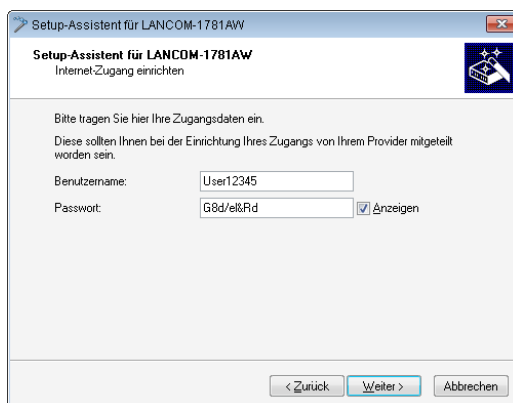 Setup-Assistent für LANCOM-1781AW
Setup-Assistent für LANCOM-1781AW
Internet-Zugang einrichten
Bitte tragen Sie hier Ihre Zugangsdaten ein.
Diese sollten Ihnen bei der Einrichtung Ihres Zugangs von Ihrem Provider mitgeteilt
worden sein.
Benutzername: User12345
Passwort: G8d/el&Rd Anzeigen
< Zurück Weiter > Abbrechen